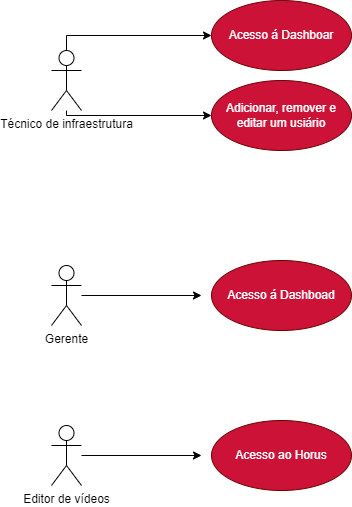 Acesso á Dashboar
Adicionar, remover e
editar um usiário
Técnico de infraestrutura
Acesso á Dashboad
Gerente
Acesso ao Horus
Editor de vídeos